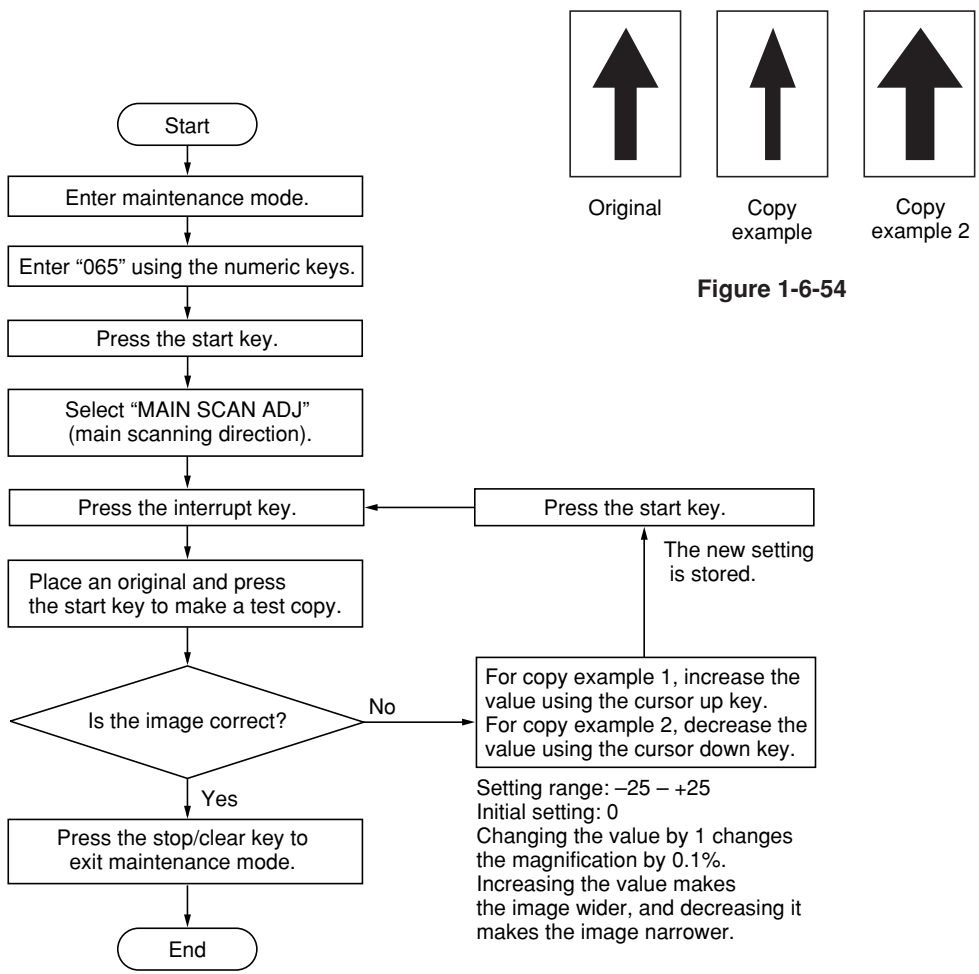 Start
Enter maintenance mode.
Enter “065” using the numeric keys.
Press the start key.
Select “MAIN SCAN ADJ”
(main scanning direction).
Press the interrupt key.
Place an original and press
the start key to make a test copy.
Is the image correct?
No
Yes
Press the stop/clear key to
exit maintenance mode.
End
Press the start key.
The new setting
is stored.
For copy example 1, increase the
value using the cursor up key.
For copy example 2, decrease the
value using the cursor down key.
Setting range: –25 – +25
Initial setting: 0
Changing the value by 1 changes
the magnification by 0.1%.
Increasing the value makes
the image wider, and decreasing it
makes the image narrower.
Original
Copy
example
Copy
example 2
Figure 1-6-54